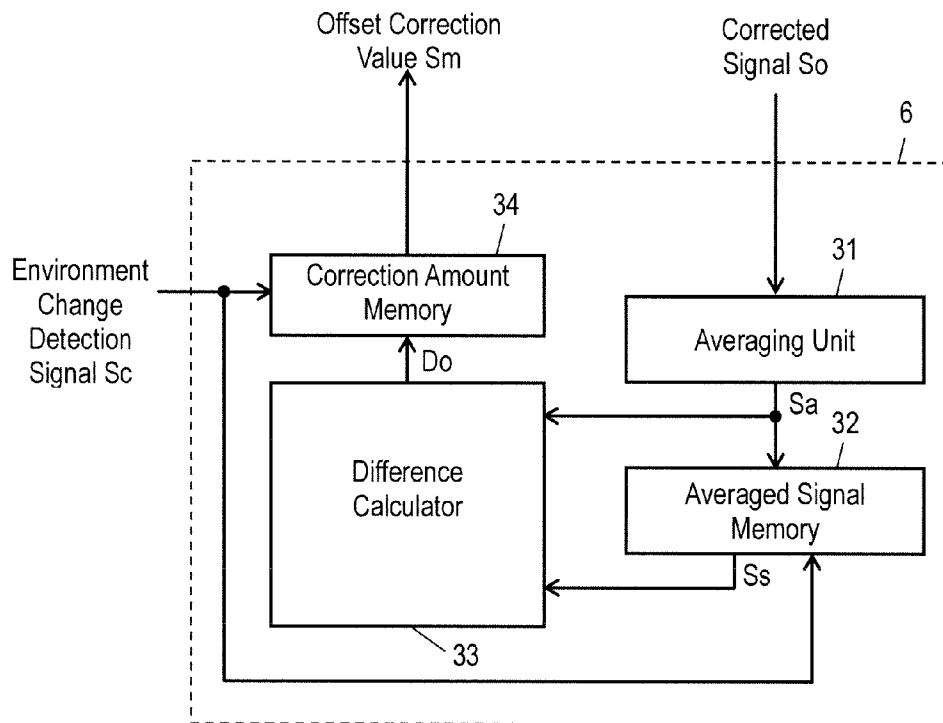 Offset Correction
Value Sm
Corrected
Signal So
6
34
Environment
Change
Detection
Signal Sc
Correction Amount
Memory
31
Averaging Unit
Do
Sa
32
Difference
Calculator
Averaged Signal
Memory
Ss
33